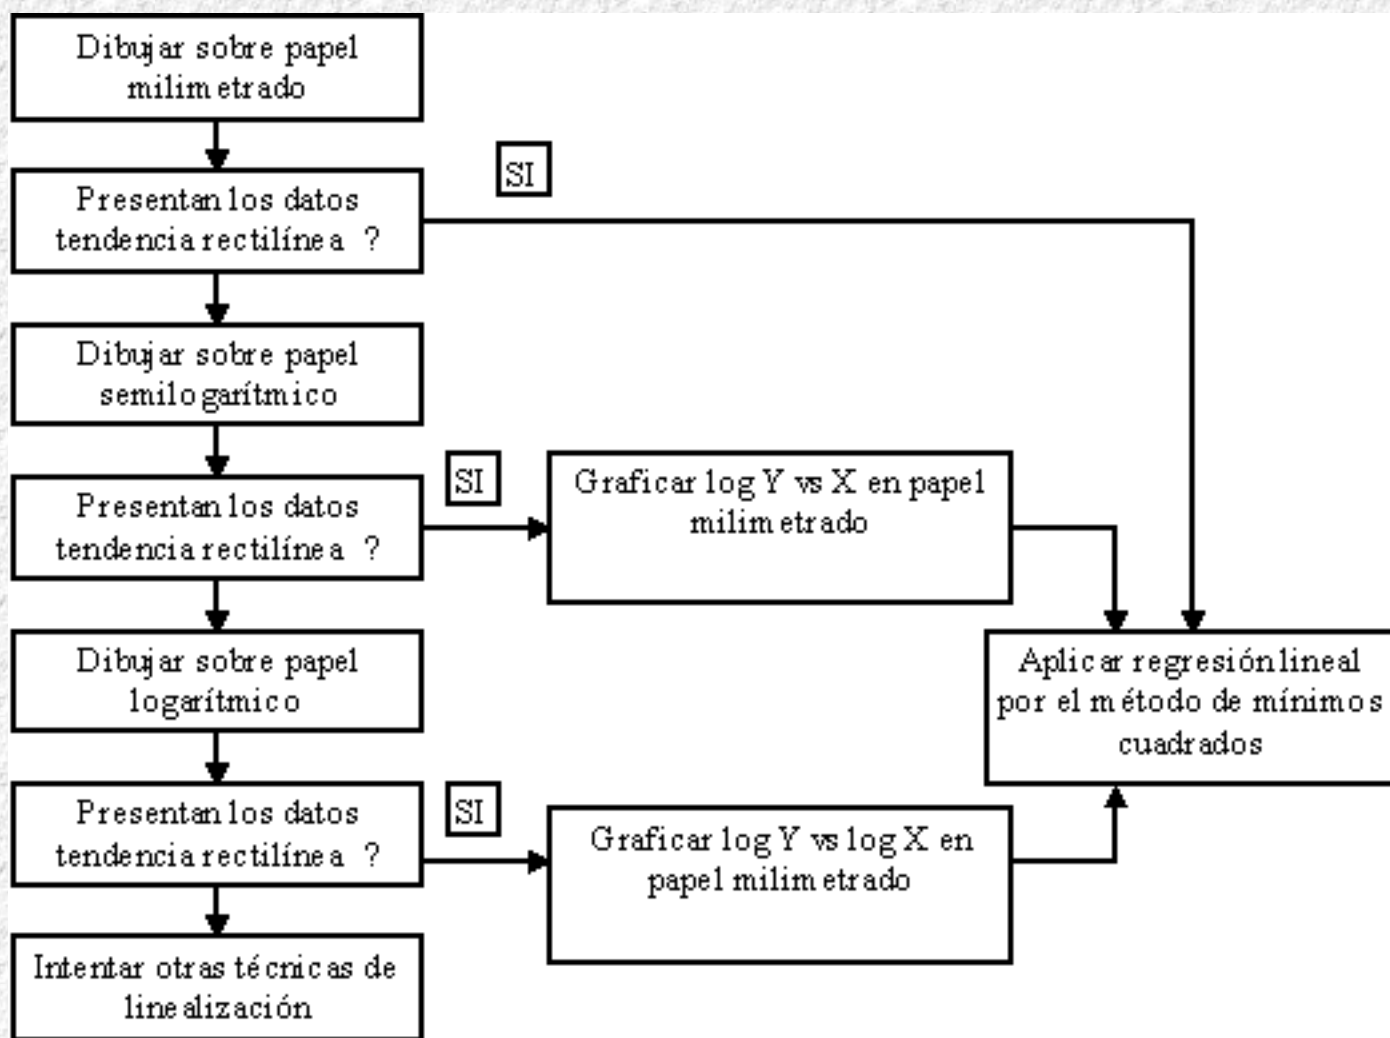 Dibujar sobre papel
milimetrado
SI
Presentan los datos
tendencia rectilínea ?
Dibujar sobre papel
semilogarítmico
SI
Graficar log Y vs X en papel
milimetrado
Presentan los datos
tendencia rectilínea ?
Dibujar sobre papel
logarítmico
Aplicar regresión lineal
por el método de mínimos
cuadrados
SI
Presentan los datos
tendencia rectilínea ?
Graficar log Y vs log X en
papel milimetrado
Intentar otras técnicas de
linealización